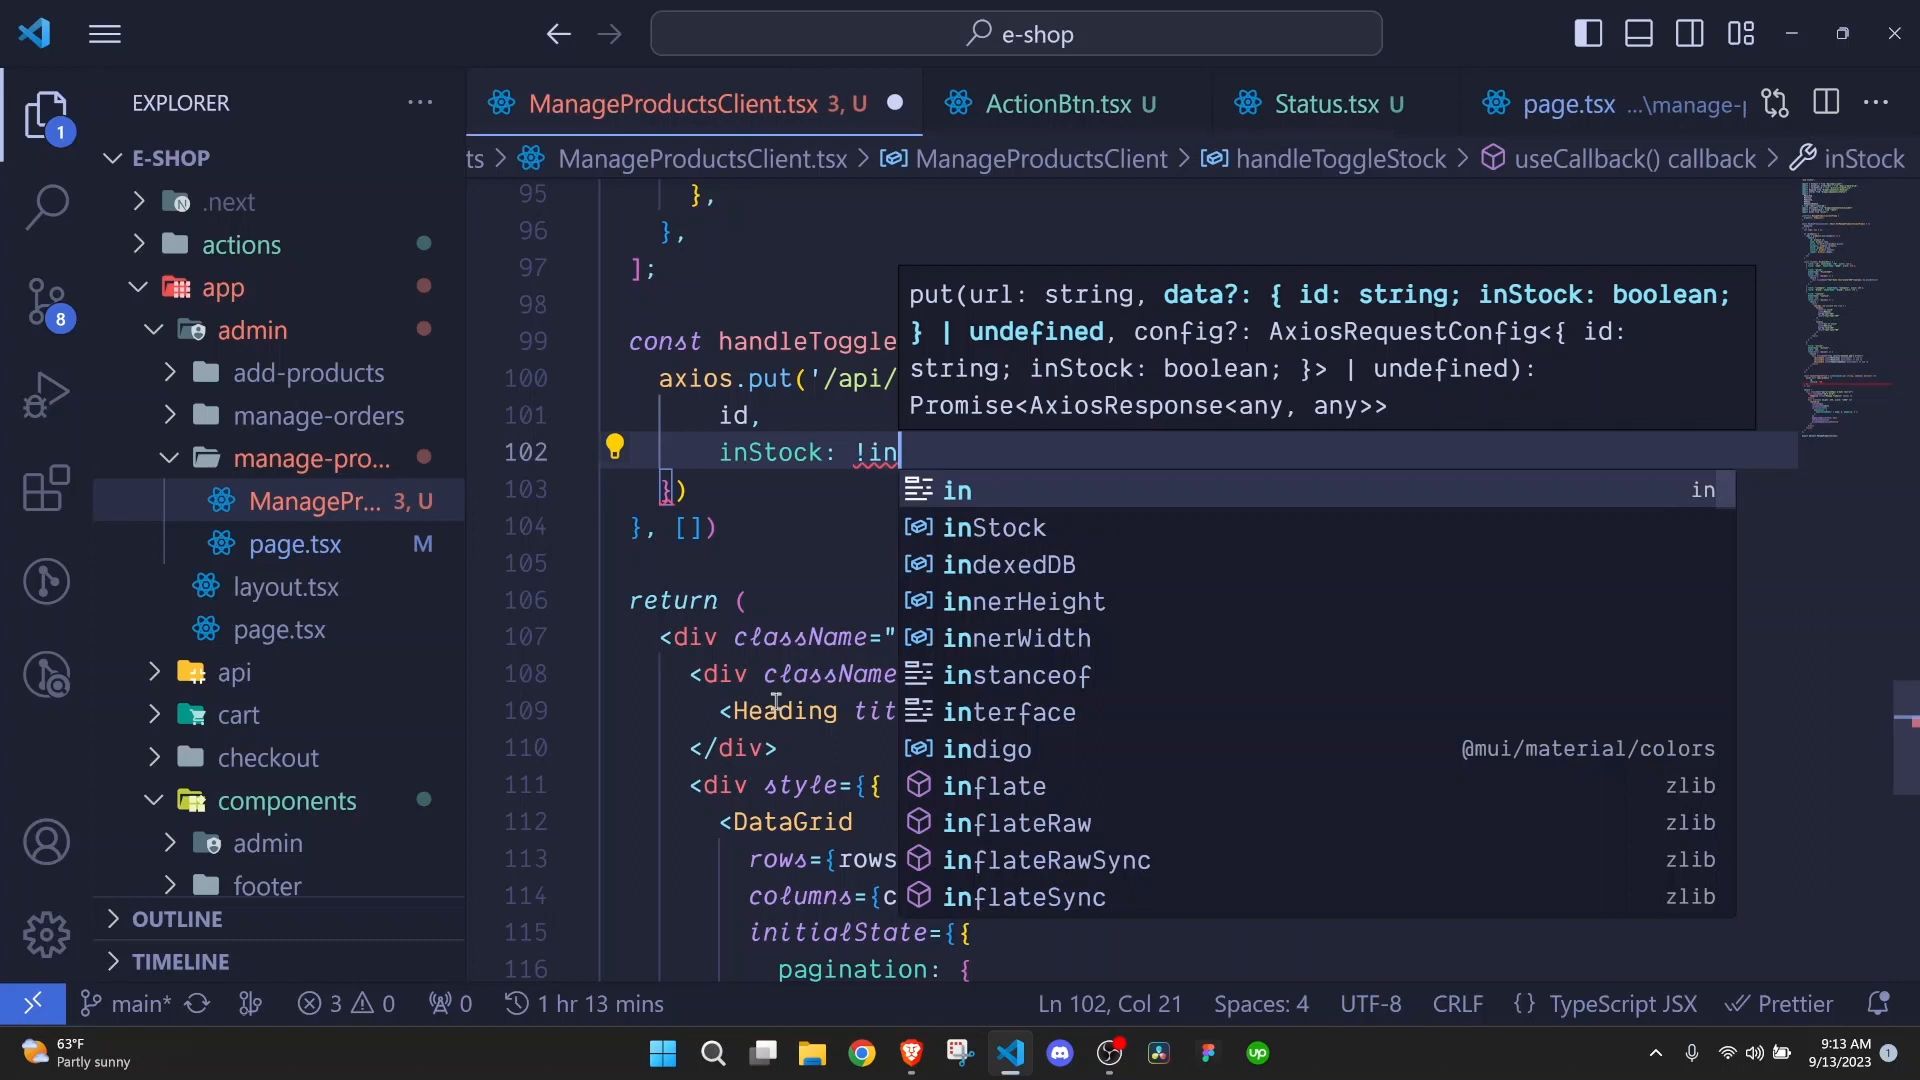 e-shop
EXPLORER
ManageProductsClient.tsx 3, U
ActionBtn.tsx U
Status.tsx U
page.tsx ...\manage-p
ts > ManageProductsClient.tsx > ManageProductsClient > handleToggleStock > useCallback() callback > inStock
1
E-SHOP
.next
actions
8
app
admin
add-products
manage-orders
manage-pro...
ManagePr... 3, U
page.tsx M
layout.tsx
page.tsx
api
cart
checkout
components
admin
footer
OUTLINE
TIMELINE
95 },
96 },
97 ];
98
99 const handleToggle
100 axios.put('/api/
101 id,
102 inStock: !in
103 })
104 }, [])
105
106 return (
107 <div className="
108 <div className
109 <Heading tit
110 </div>
111 <div style={{
112 <DataGrid
113 rows={rows
114 columns={c
115 initialState={{
116 pagination: {
put(url: string, data?: { id: string; inStock: boolean;
} | undefined, config?: AxiosRequestConfig<{ id:
string; inStock: boolean; }> | undefined):
Promise<AxiosResponse<any, any>>
in in
inStock
indexedDB
innerHeight
innerWidth
instanceof
interface
indigo @mui/material/colors
inflate zlib
inflateRaw zlib
inflateRawSync zlib
inflateSync zlib
main* 3 0 0 1 hr 13 mins Ln 102, Col 21 Spaces: 4 UTF-8 CRLF {} TypeScript JSX Prettier
63°F
Partly sunny
up
9:13 AM
9/13/2023
1